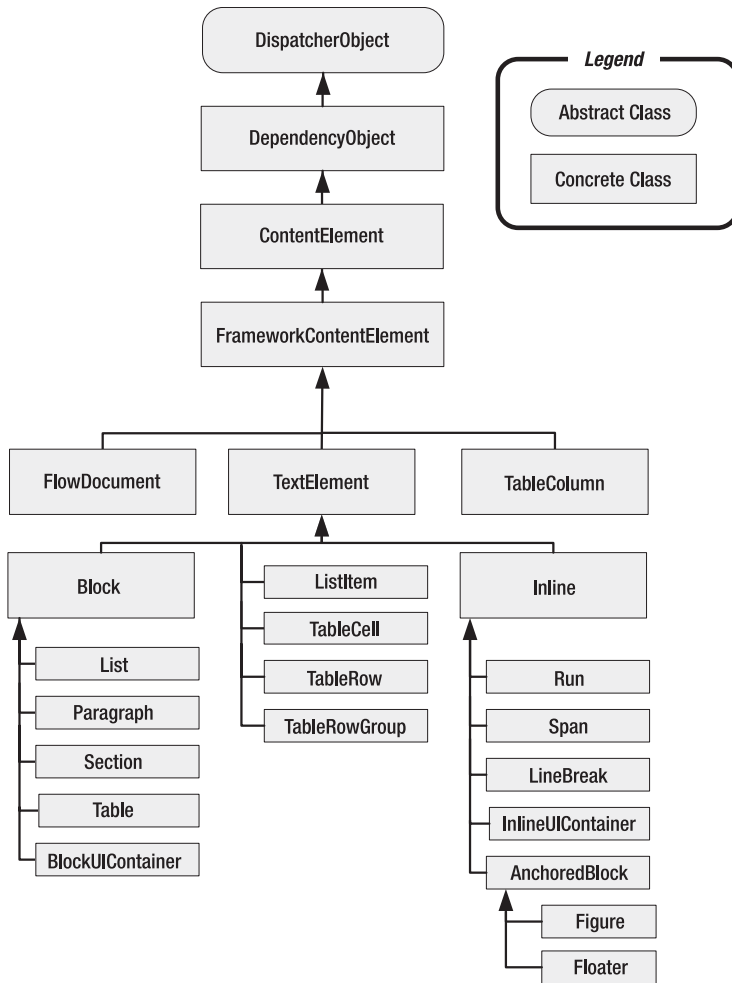 DispatcherObject
Legend
Abstract Class
Concrete Class
DependencyObject
ContentElement
FrameworkContentElement
FlowDocument
TextElement
TableColumn
Block
ListItem
TableCell
TableRow
TableRowGroup
Inline
List
Paragraph
Section
Table
BlockUIContainer
Run
Span
LineBreak
InlineUIContainer
AnchoredBlock
Figure
Floater